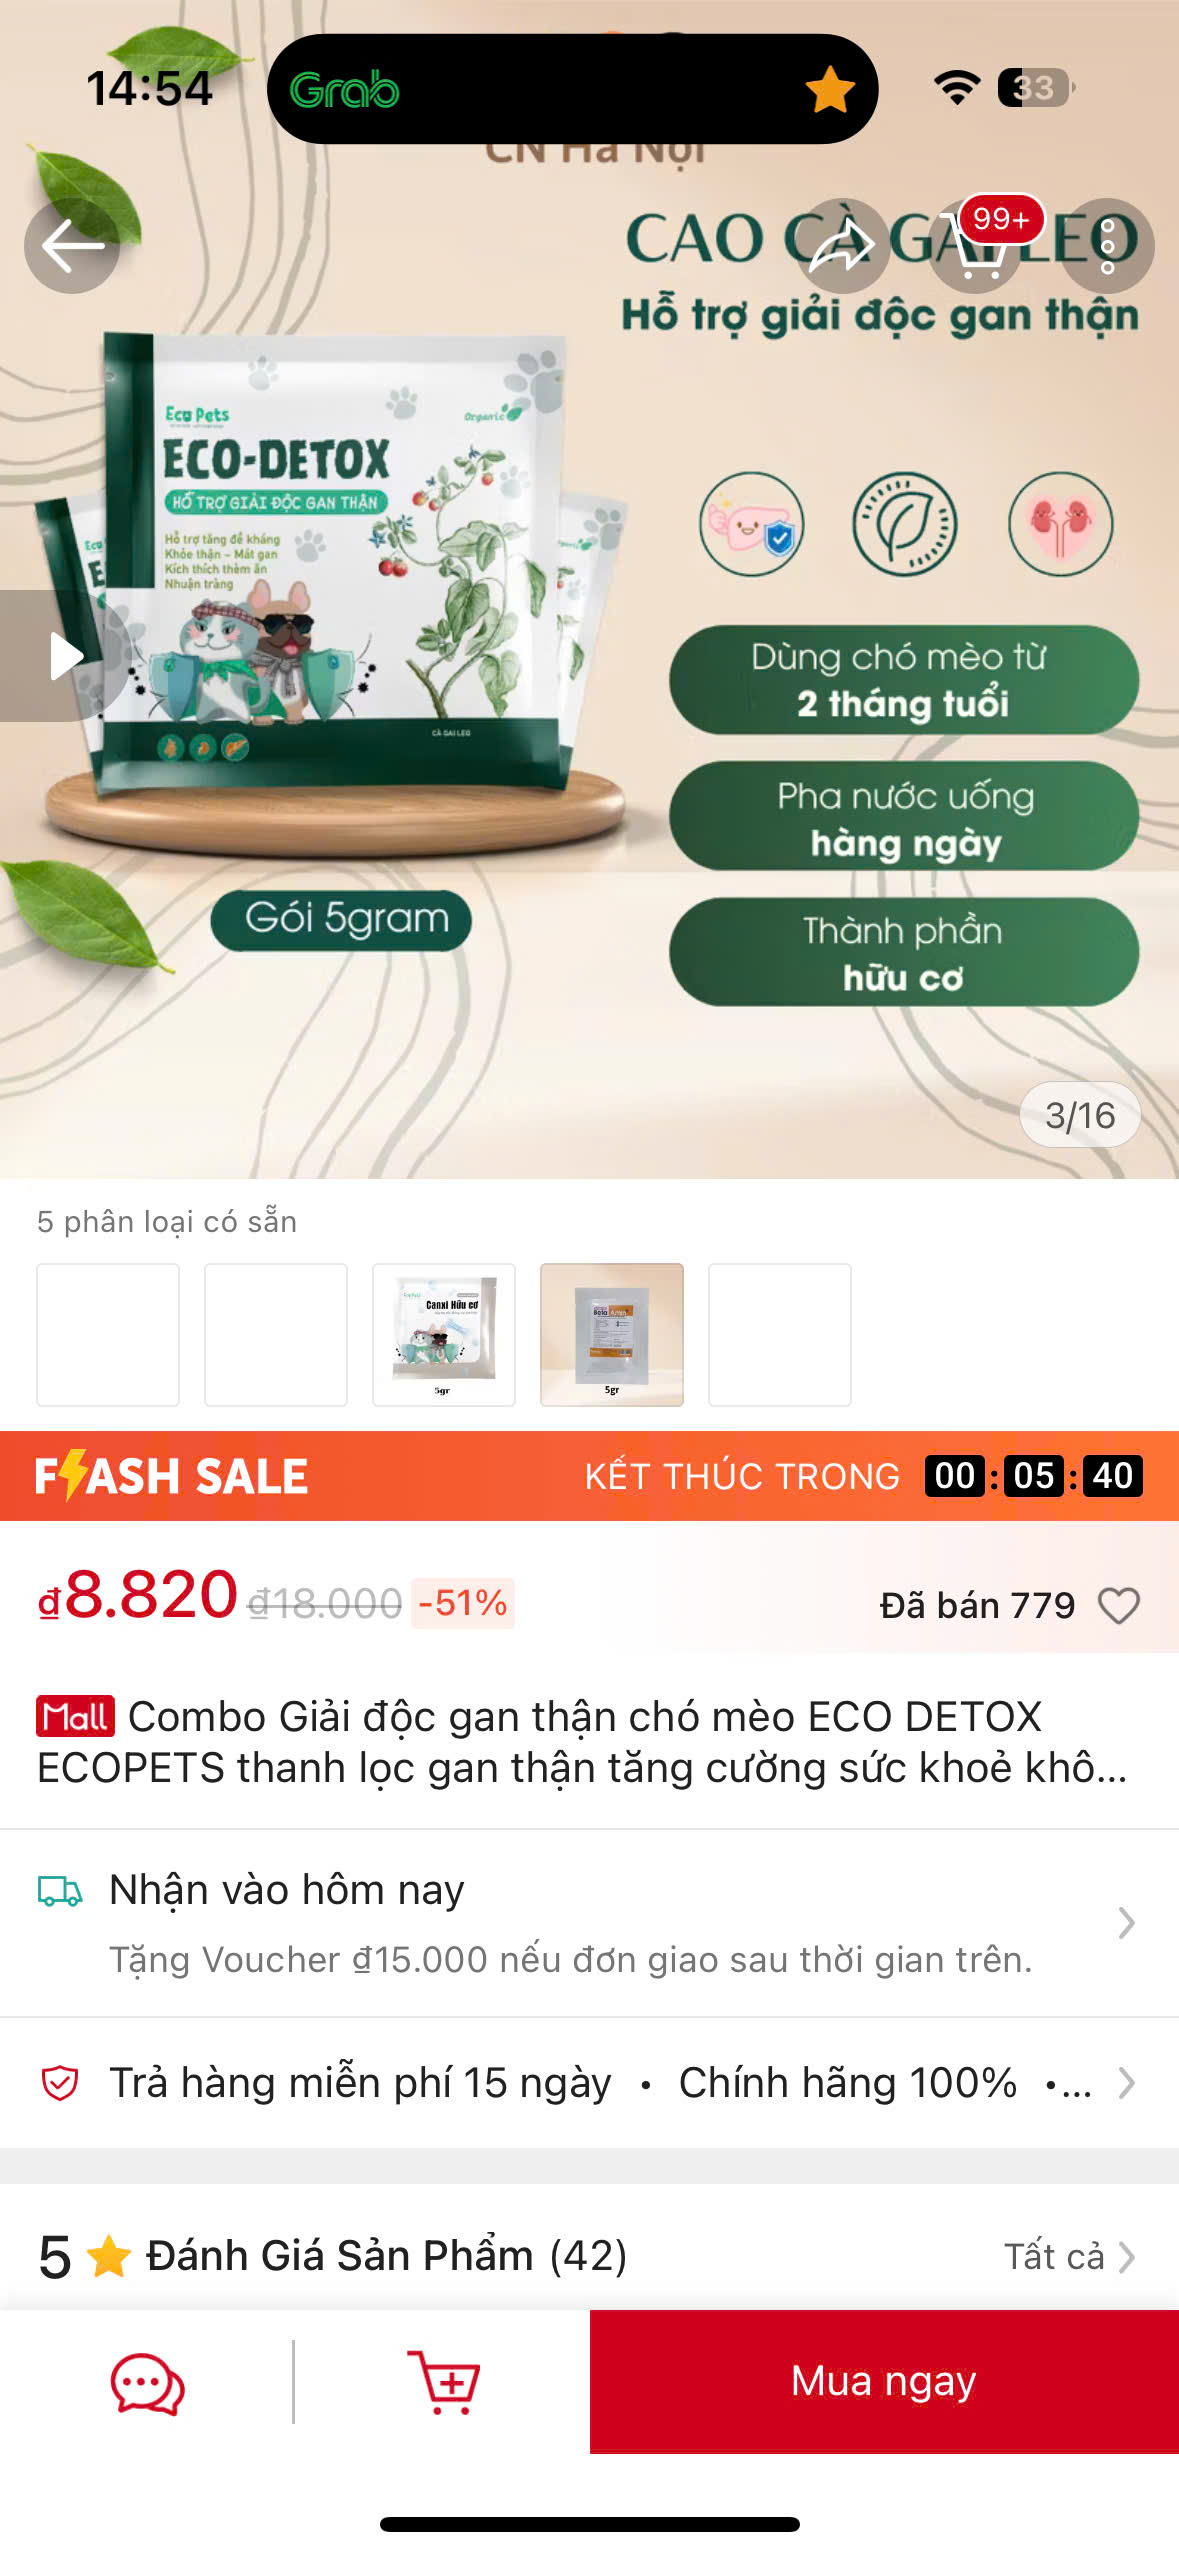 14:54
Grab
33
CN Hà Nội
99+
CAO CÀ GAI LEO
Hỗ trợ giải độc gan thận
Eco Pets
Organic
ECO-DETOX
HỖ TRỢ GIẢI ĐỘC GAN THẬN
Hỗ trợ tăng đề kháng
Khỏe thận – Mát gan
Kích thích thèm ăn
Nhuận tràng
CÀ GAI LEO
Dùng chó mèo từ
2 tháng tuổi
Pha nước uống
hàng ngày
Gói 5gram
Thành phần
hữu cơ
3/16
5 phân loại có sẵn
Canxi Hữu cơ
5gr
Beta Amin
5gr
FLASH SALE
KẾT THÚC TRONG 00:05:40
₫8.820 ₫18.000 -51%
Đã bán 779
Mall Combo Giải độc gan thận chó mèo ECO DETOX
ECOPETS thanh lọc gan thận tăng cường sức khoẻ khô...
Nhận vào hôm nay
Tặng Voucher ₫15.000 nếu đơn giao sau thời gian trên.
Trả hàng miễn phí 15 ngày • Chính hãng 100% •...
5 Đánh Giá Sản Phẩm (42)
Tất cả
Mua ngay